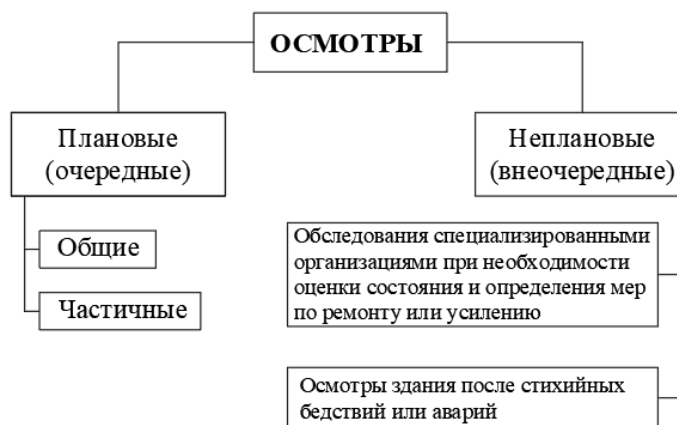 ОСМОТРЫ
Плановые
(очередные)
Неплановые
(внеочередные)
Общие
Частичные
Обследования специализированными
организациями при необходимости
оценки состояния и определения мер
по ремонту или усилению
Осмотры здания после стихийных
бедствий или аварий